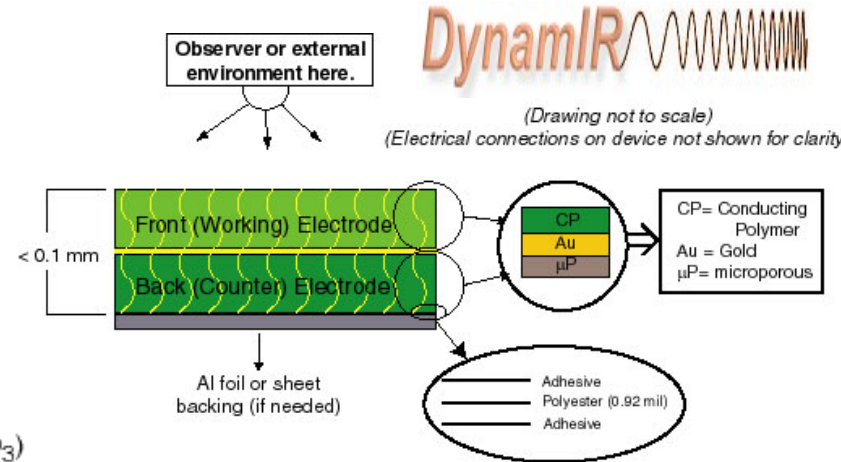 Observer or external
environment here.
DynamIR
(Drawing not to scale)
(Electrical connections on device not shown for clarity
Front (Working) Electrode
< 0.1 mm
Back (Counter) Electrode
CP
Au
µP
CP= Conducting
Polymer
Au = Gold
µP= microporous
Al foil or sheet
backing (if needed)
Adhesive
Polyester (0.92 mil)
Adhesive
3)